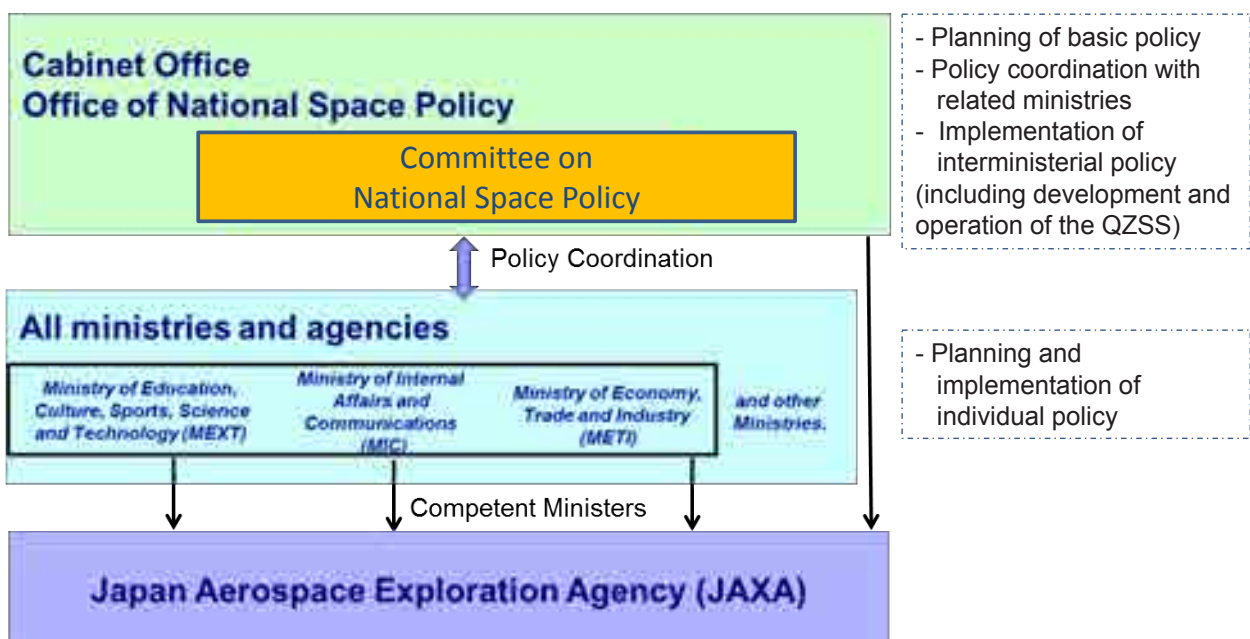 Cabinet Office
Office of National Space Policy
Committee on
National Space Policy
- Planning of basic policy
- Policy coordination with
related ministries
- Implementation of
interministerial policy
(including development and
operation of the QZSS)
Policy Coordination
All ministries and agencies
Ministry of Education,
Culture, Sports, Science
and Technology (MEXT)
Ministry of Internal
Affairs and
Communications
(MIC)
Ministry of Economy,
Trade and Industry
(METI)
and other
Ministries.
- Planning and
implementation of
individual policy
Competent Ministers
Japan Aerospace Exploration Agency (JAXA)